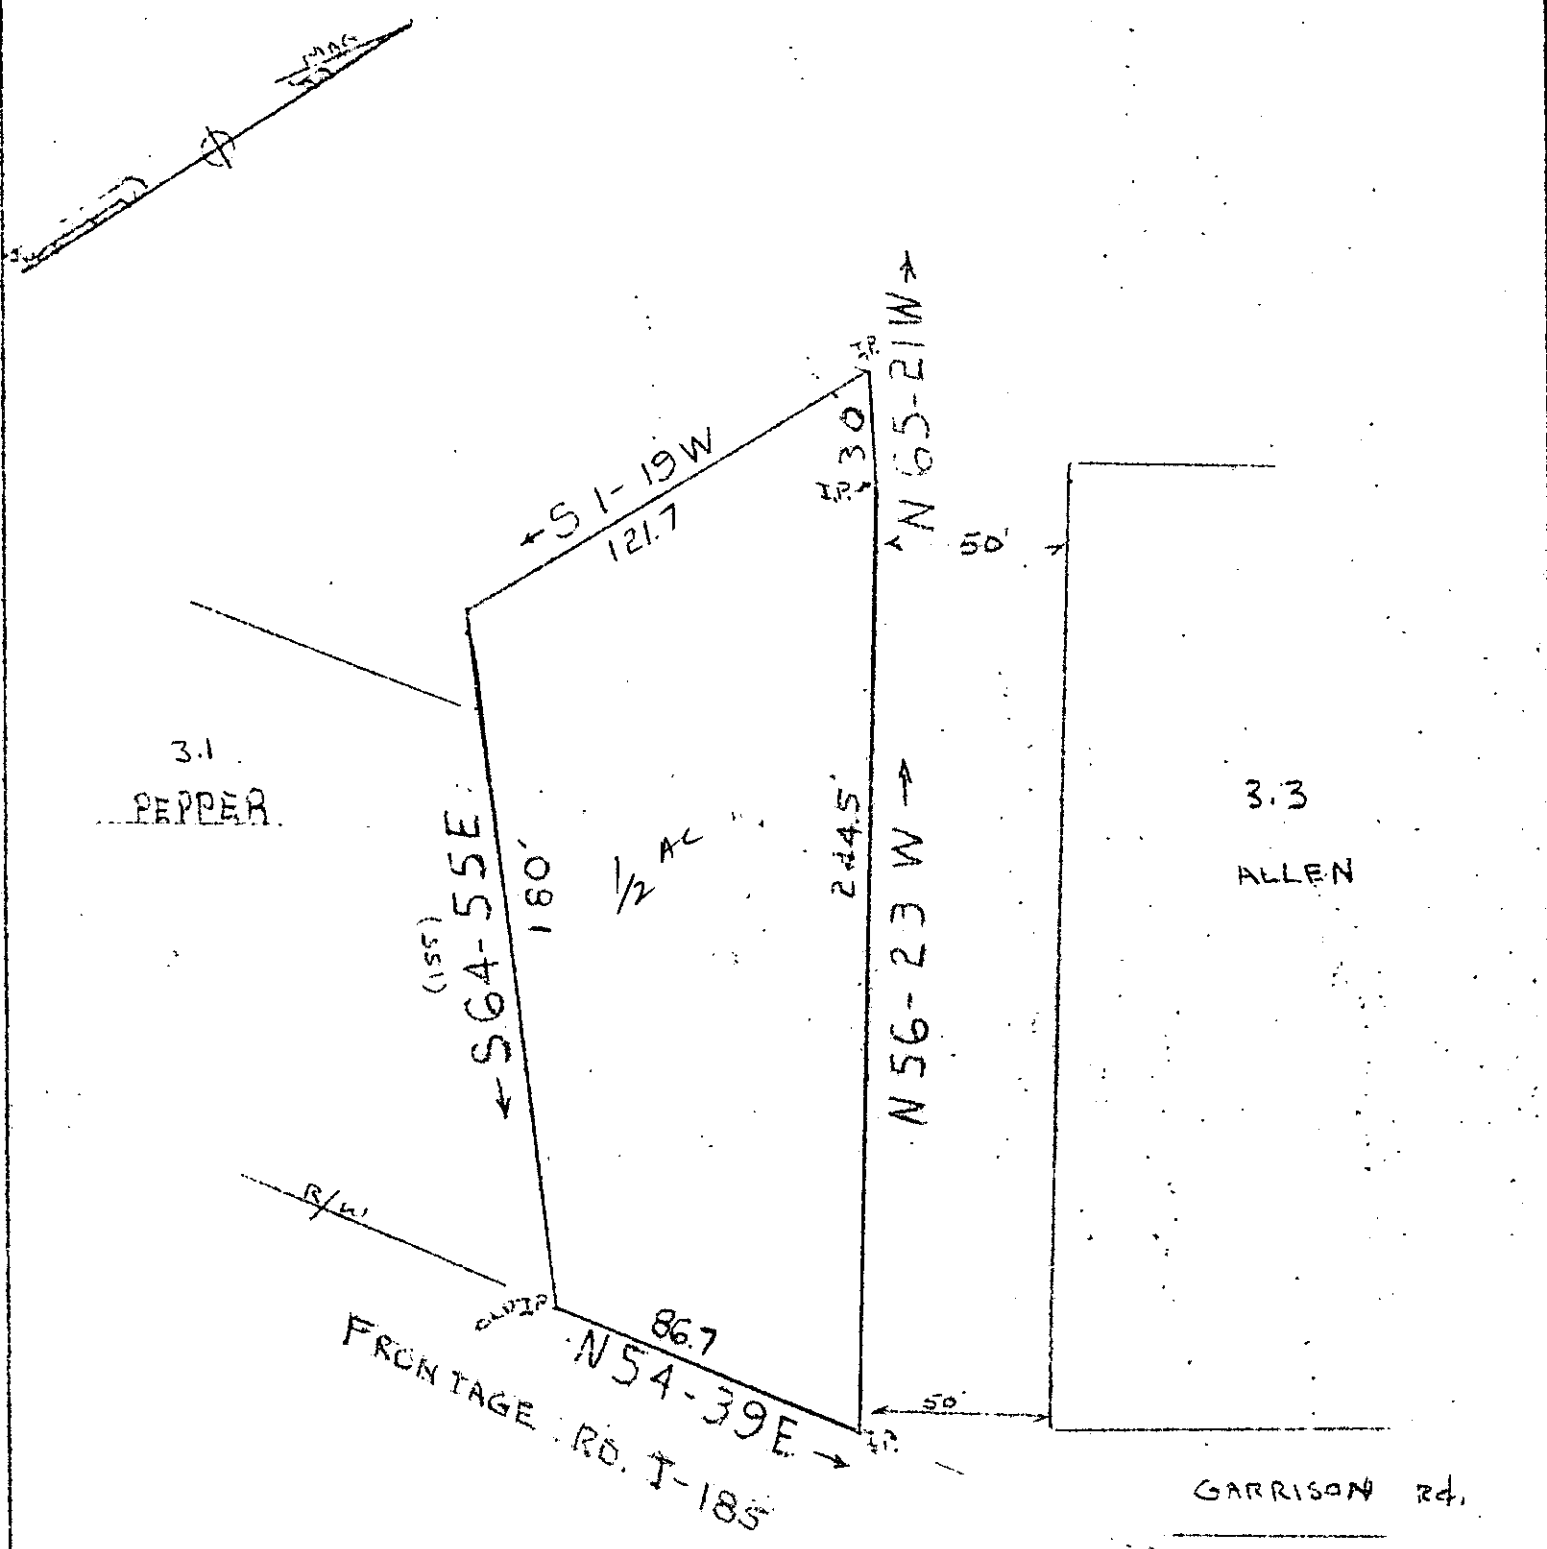 MAG
I.P.
N 65-21 W →
30
I.P.
← S 1-19 W
121.7
50'
3.1
PEPPER
← S 64-55 E
(155)
180'
1/2 AC
244.5'
N 56-23 W →
3.3
ALLEN
R/W
OLD I.P.
86.7
N 54-39 E →
50'
I.P.
FRONTAGE RD. I-185
GARRISON Rd.